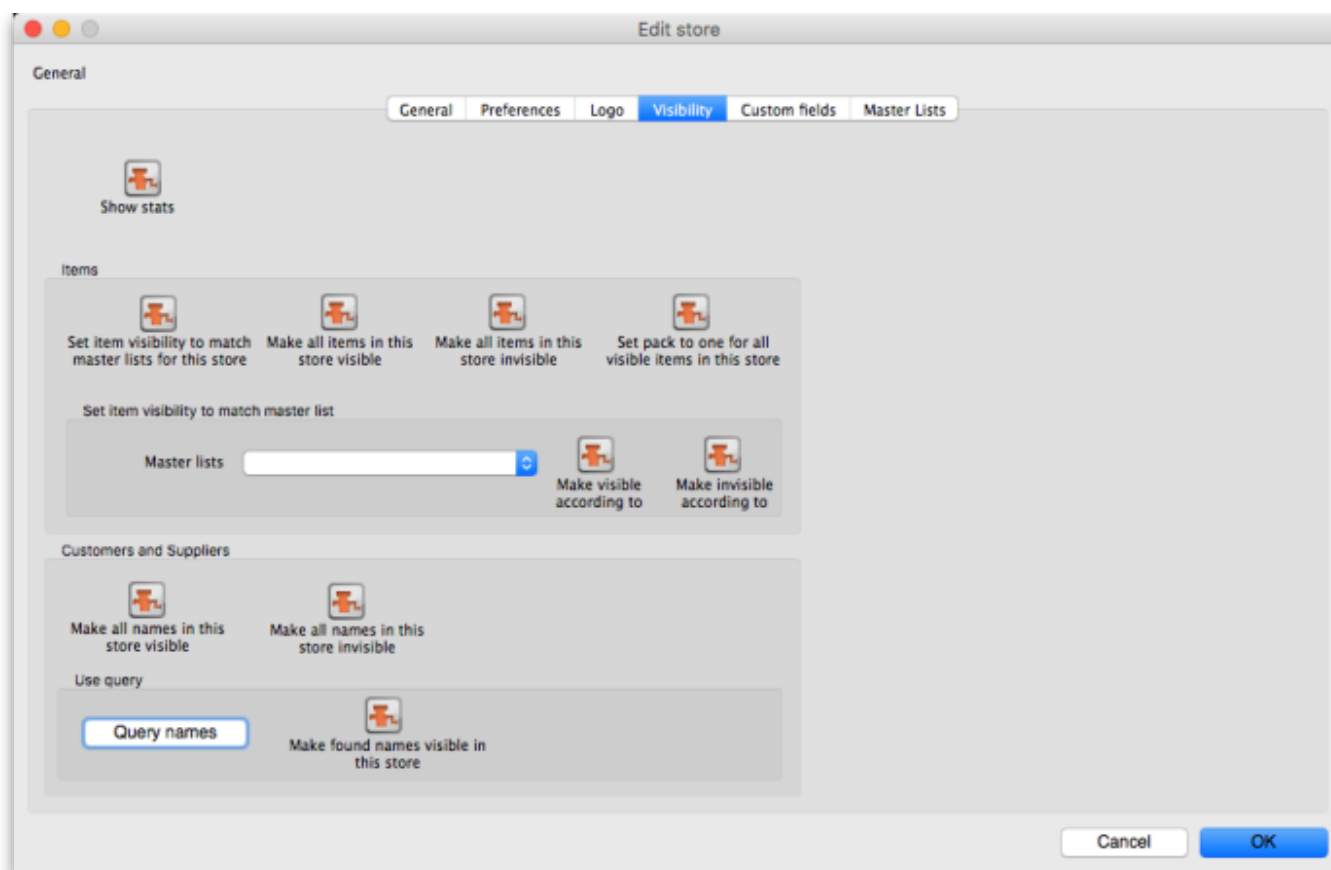 Edit store
General
General Preferences Logo Visibility Custom fields Master Lists
Show stats
Items
Set item visibility to match
master lists for this store
Make all items in this
store visible
Make all items in this
store invisible
Set pack to one for all
visible items in this store
Set item visibility to match master list
Master lists
Make visible
according to
Make invisible
according to
Customers and Suppliers
Make all names in this
store visible
Make all names in this
store invisible
Use query
Query names
Make found names visible in
this store
Cancel
OK